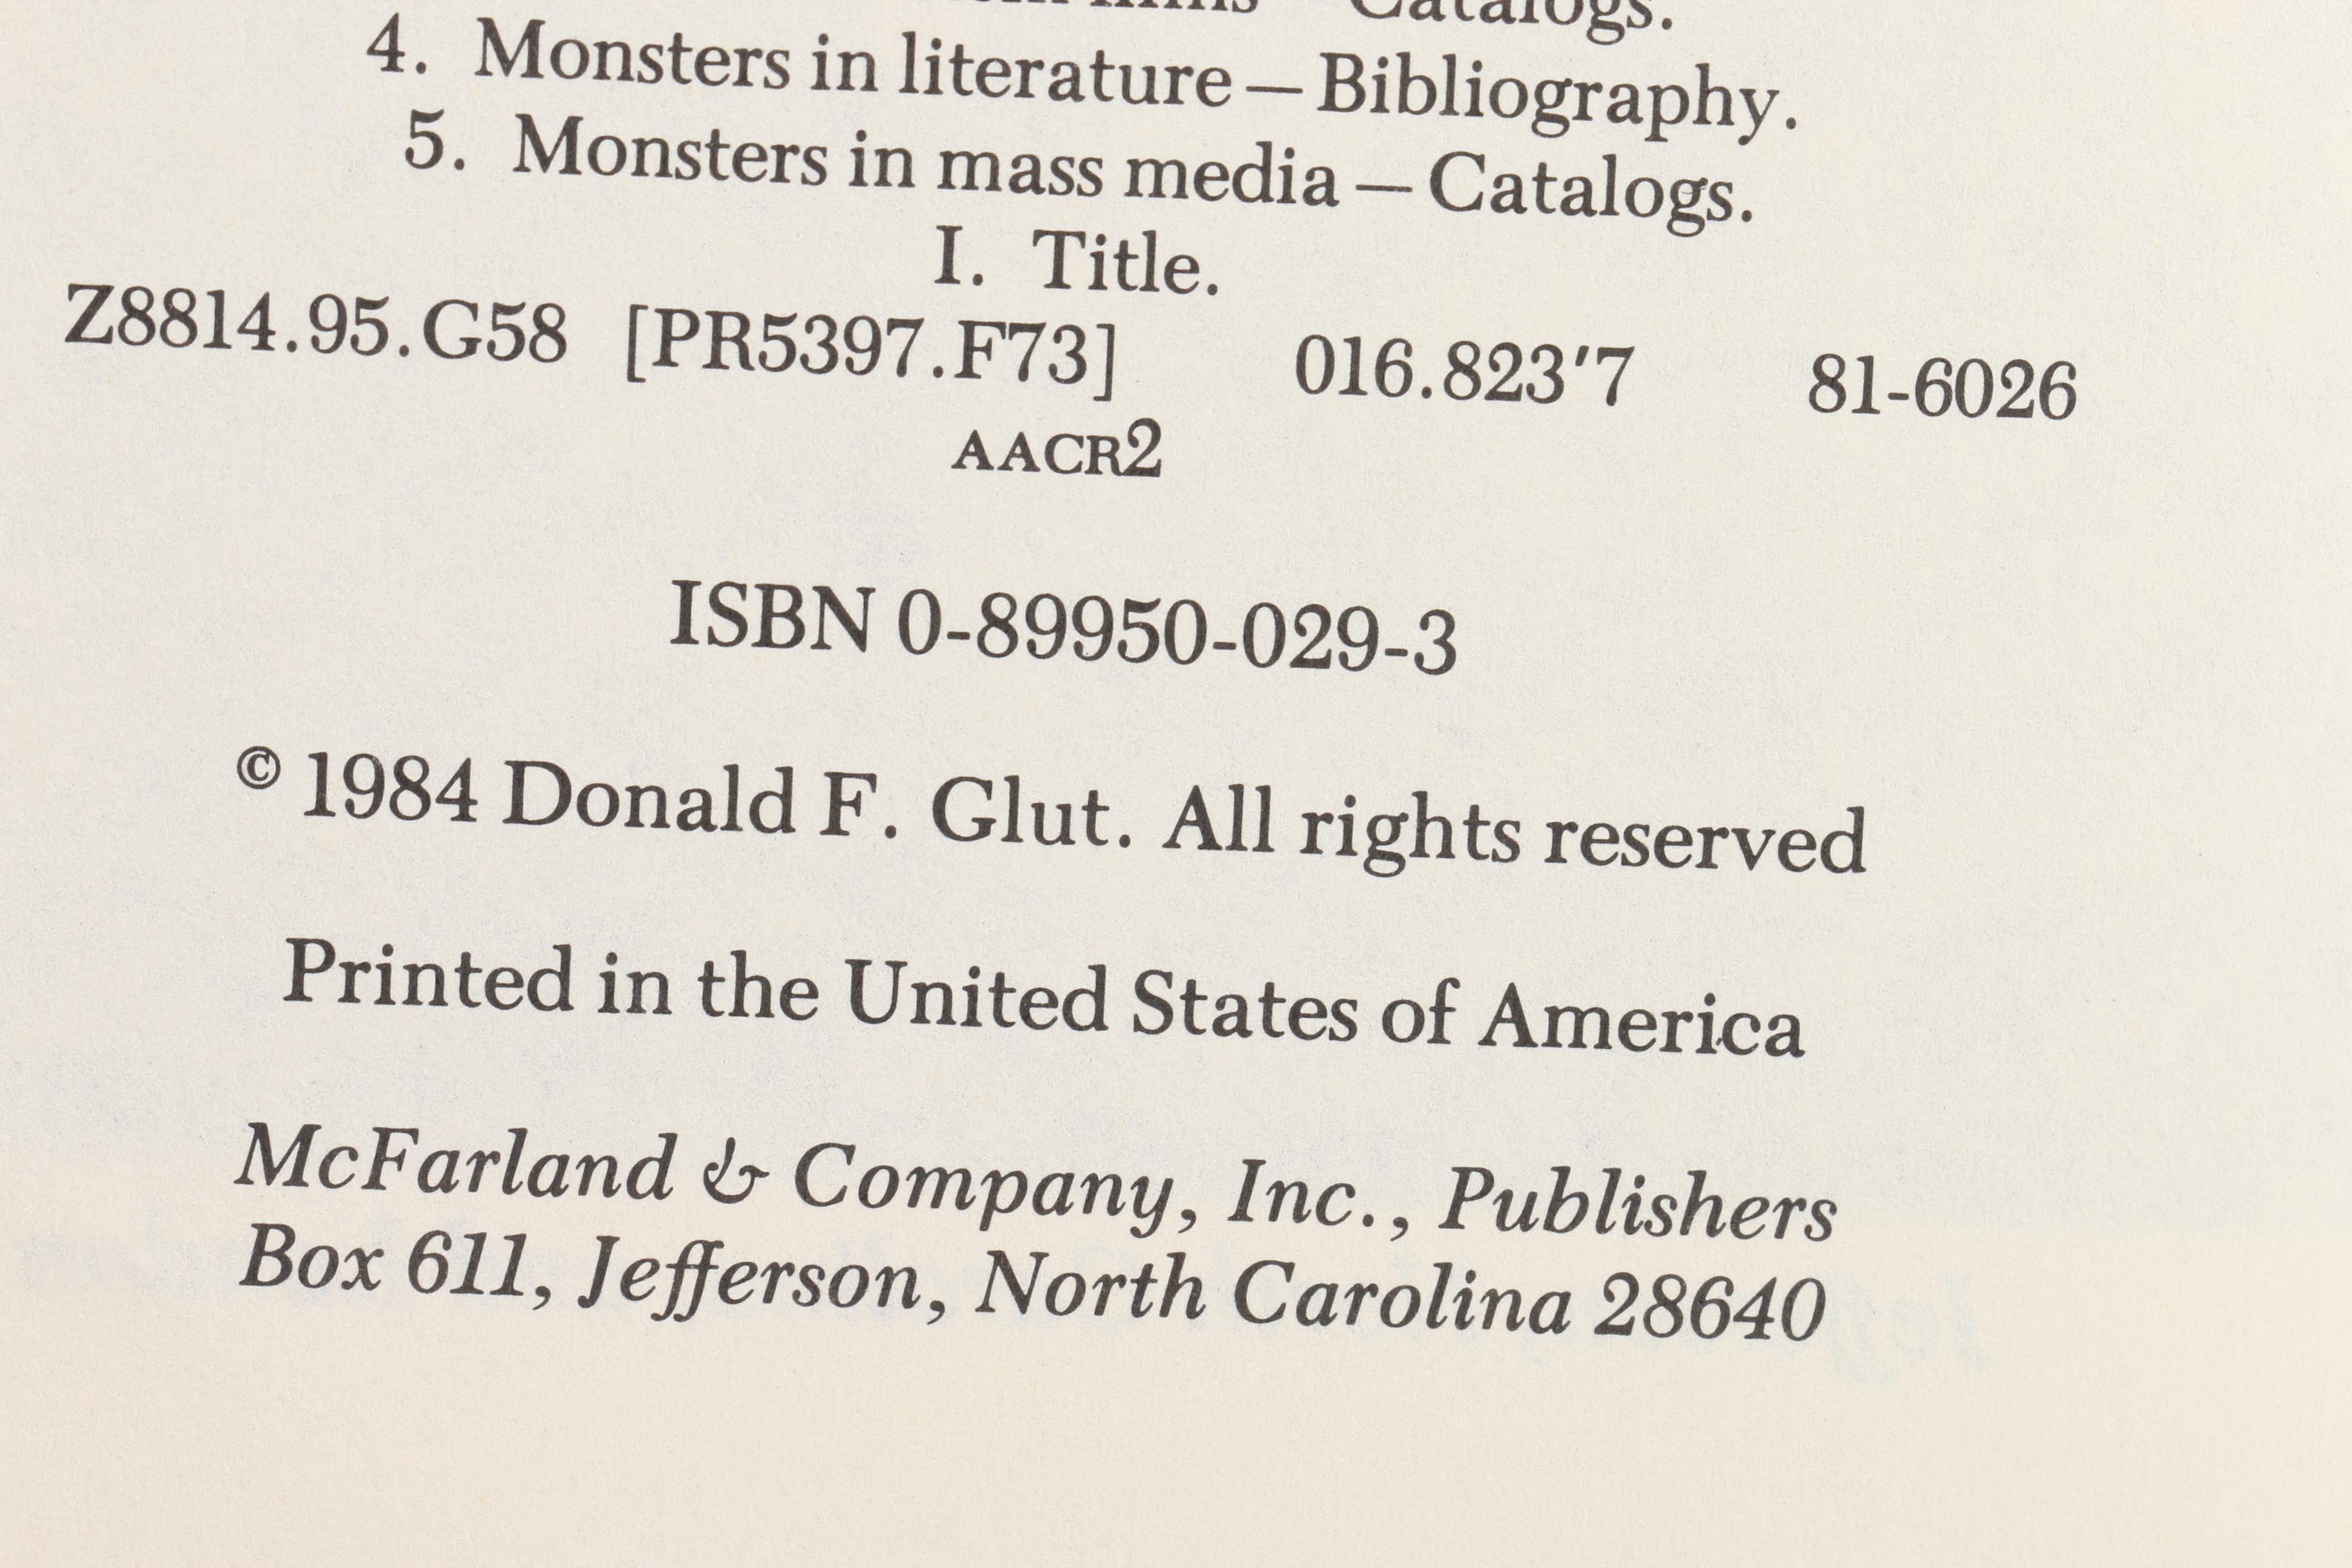 films—Catalogs.
4. Monsters in literature—Bibliography.
5. Monsters in mass media—Catalogs.
I. Title.
Z8814.95.G58 [PR5397.F73] 016.823′7 81-6026
AACR2
ISBN 0-89950-029-3
© 1984 Donald F. Glut. All rights reserved
Printed in the United States of America
McFarland & Company, Inc., Publishers
Box 611, Jefferson, North Carolina 28640